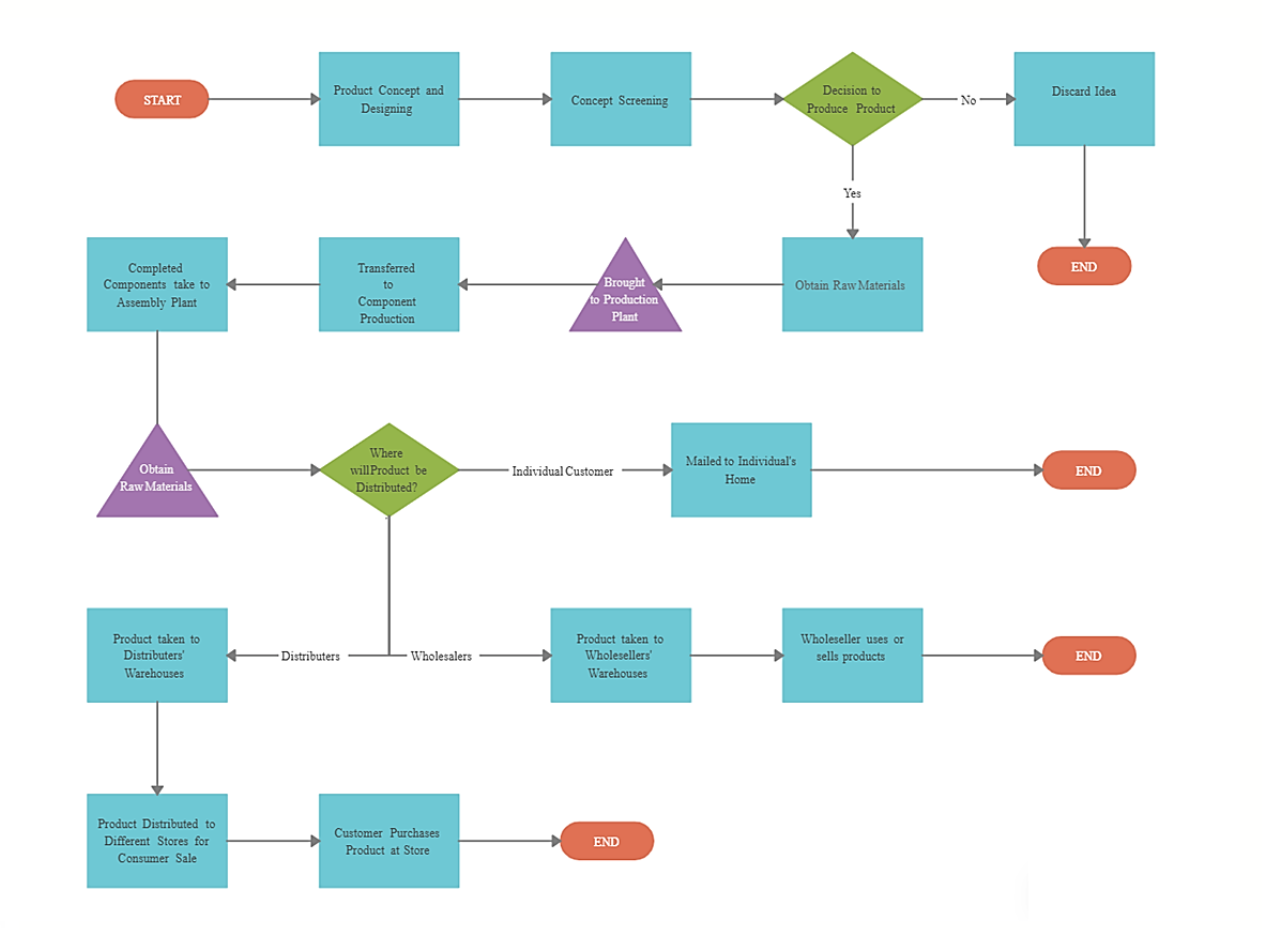 START
Product Concept and
Designing
Concept Screening
Decision to
Produce Product
No
Discard Idea
Yes
END
Completed
Components take to
Assembly Plant
Transferred
to
Component
Production
Brought
to Production
Plant
Obtain Raw Materials
Obtain
Raw Materials
Where
will Product be
Distributed?
Individual Customer
Mailed to Individual's
Home
END
Product taken to
Distributers'
Warehouses
Distributers
Wholesalers
Product taken to
Wholesellers'
Warehouses
Wholeseller uses or
sells products
END
Product Distributed to
Different Stores for
Consumer Sale
Customer Purchases
Product at Store
END